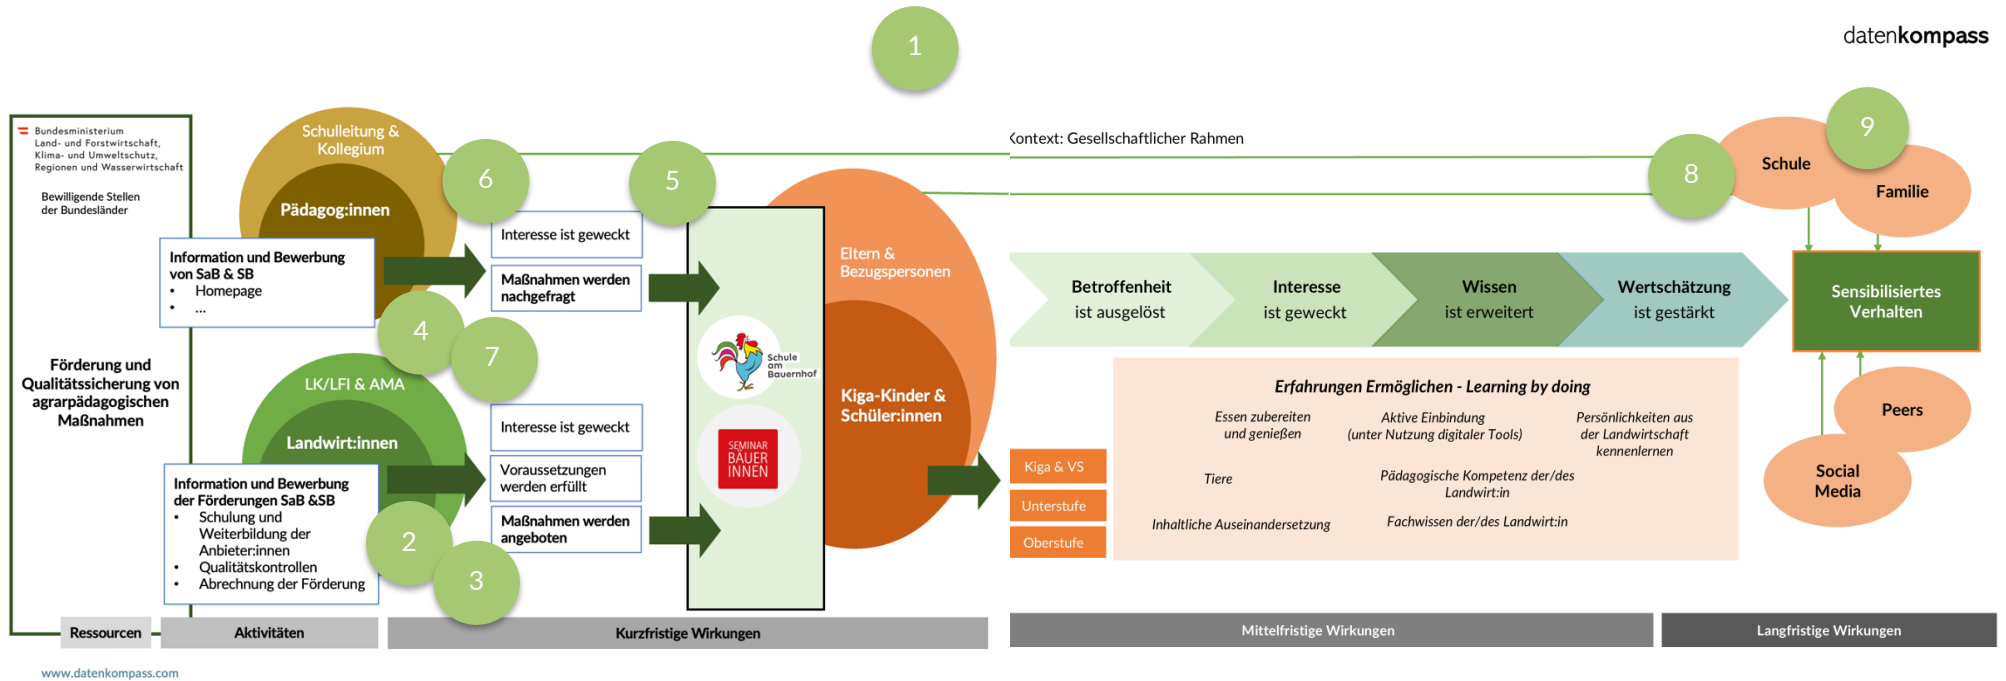 1
datenkompass
Bundesministerium
Land- und Forstwirtschaft,
Klima- und Umweltschutz,
Regionen und Wasserwirtschaft
Bewilligende Stellen
der Bundesländer
Förderung und
Qualitätssicherung von
agrarpädagogischen
Maßnahmen
Schulleitung &
Kollegium
Pädagog:innen
Information und Bewerbung
von SaB & SB
• Homepage
• ...
LK/LFI & AMA
Landwirt:innen
Information und Bewerbung
der Förderungen SaB &SB
• Schulung und
Weiterbildung der
Anbieter:innen
• Qualitätskontrollen
• Abrechnung der Förderung
6
5
4
7
2
3
Interesse ist geweckt
Maßnahmen werden
nachgefragt
Interesse ist geweckt
Voraussetzungen
werden erfüllt
Maßnahmen werden
angeboten
Schule
am
Bauernhof
SEMINAR
BÄUER
INNEN
Eltern &
Bezugspersonen
Kiga-Kinder &
Schüler:innen
Kontext: Gesellschaftlicher Rahmen
Betroffenheit
ist ausgelöst
Interesse
ist geweckt
Wissen
ist erweitert
Wertschätzung
ist gestärkt
Kiga & VS
Unterstufe
Oberstufe
Erfahrungen Ermöglichen - Learning by doing
Essen zubereiten
und genießen
Aktive Einbindung
(unter Nutzung digitaler Tools)
Persönlichkeiten aus
der Landwirtschaft
kennenlernen
Tiere
Pädagogische Kompetenz der/des
Landwirt:in
Inhaltliche Auseinandersetzung
Fachwissen der/des Landwirt:in
8
9
Schule
Familie
Sensibilisiertes
Verhalten
Peers
Social
Media
Ressourcen
Aktivitäten
Kurzfristige Wirkungen
Mittelfristige Wirkungen
Langfristige Wirkungen
www.datenkompass.com